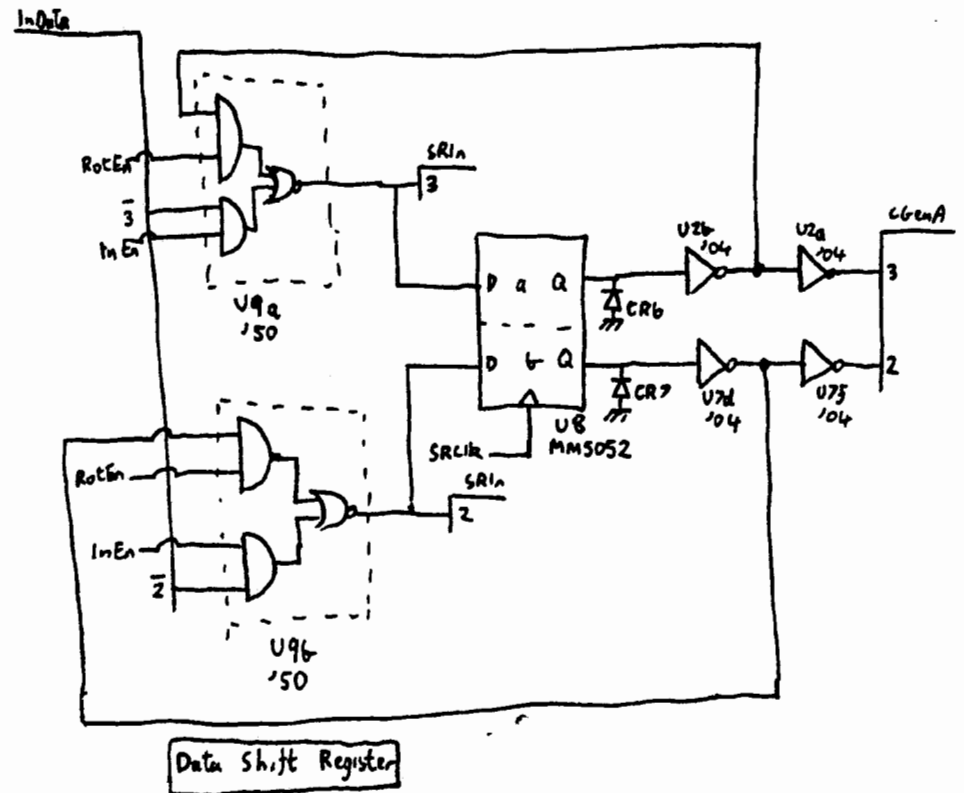 InData
RotEn
3
InEn
U9a
'50
SRIn
3
D a Q
D b Q
U8
MM5052
SRClk
CR6
CR7
U2b
'04
U2a
'04
U7d
'04
U7f
'04
CGenA
3
2
RotEn
InEn
2
U9b
'50
SRIn
2
Data Shift Register